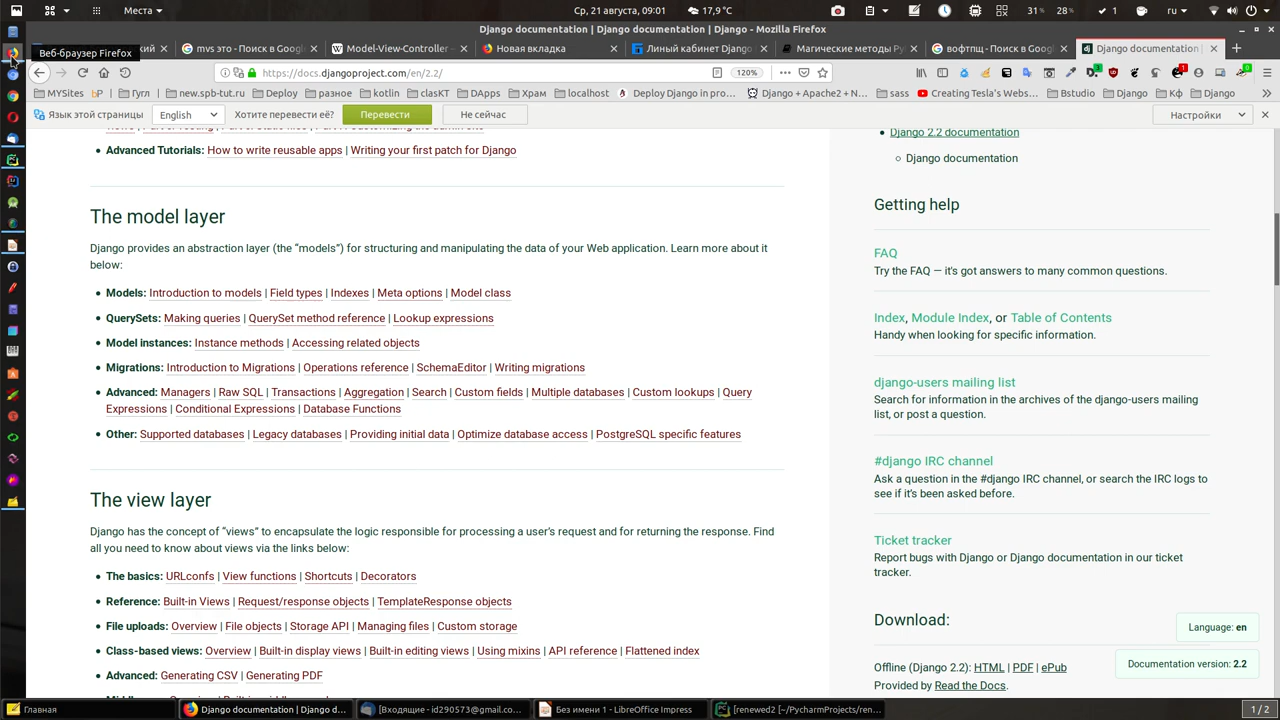 Места
Ср, 21 августа, 09:01
17,9 °C
31%
28%
1
ru
Django documentation | Django documentation | Django - Mozilla Firefox
Веб-браузер Firefox
кий
mvs это - Поиск в Goog
Model-View-Controller –
Новая вкладка
Линый кабинет Django
Магические методы Py
вофтпщ - Поиск в Googl
Django documentation |
https://docs.djangoproject.com/en/2.2/
120%
MYSites
bP
Гранит
new.spb-tut.ru
Deploy
разное
kotlin
claskT
DApps
Храм
localhost
Deploy Django in pro...
Django + Apache2 + N...
sass
Creating Tesla's Webs...
Bstudio
Django
Кф
Django
Язык этой страницы
English
Хотите перевести её?
Перевести
Не сейчас
Настройки
Advanced Tutorials: How to write reusable apps | Writing your first patch for Django
The model layer
Django provides an abstraction layer (the “models”) for structuring and manipulating the data of your Web application. Learn more about it
below:
Models: Introduction to models | Field types | Indexes | Meta options | Model class
QuerySets: Making queries | QuerySet method reference | Lookup expressions
Model instances: Instance methods | Accessing related objects
Migrations: Introduction to Migrations | Operations reference | SchemaEditor | Writing migrations
Advanced: Managers | Raw SQL | Transactions | Aggregation | Search | Custom fields | Multiple databases | Custom lookups | Query
Expressions | Conditional Expressions | Database Functions
Other: Supported databases | Legacy databases | Providing initial data | Optimize database access | PostgreSQL specific features
The view layer
Django has the concept of “views” to encapsulate the logic responsible for processing a user’s request and for returning the response. Find
all you need to know about views via the links below:
The basics: URLconfs | View functions | Shortcuts | Decorators
Reference: Built-in Views | Request/response objects | TemplateResponse objects
File uploads: Overview | File objects | Storage API | Managing files | Custom storage
Class-based views: Overview | Built-in display views | Built-in editing views | Using mixins | API reference | Flattened index
Advanced: Generating CSV | Generating PDF
Django 2.2 documentation
Django documentation
Getting help
FAQ
Try the FAQ — it's got answers to many common questions.
Index, Module Index, or Table of Contents
Handy when looking for specific information.
django-users mailing list
Search for information in the archives of the django-users mailing
list, or post a question.
#django IRC channel
Ask a question in the #django IRC channel, or search the IRC logs to
see if it’s been asked before.
Ticket tracker
Report bugs with Django or Django documentation in our ticket
tracker.
Download:
Language: en
Documentation version: 2.2
Offline (Django 2.2): HTML | PDF | ePub
Provided by Read the Docs.
Главная
Django documentation | Django d...
[Входящие - id290573@gmail.co...
Без имени 1 - LibreOffice Impress
[renewed2 [~/PycharmProjects/ren...
1 / 2